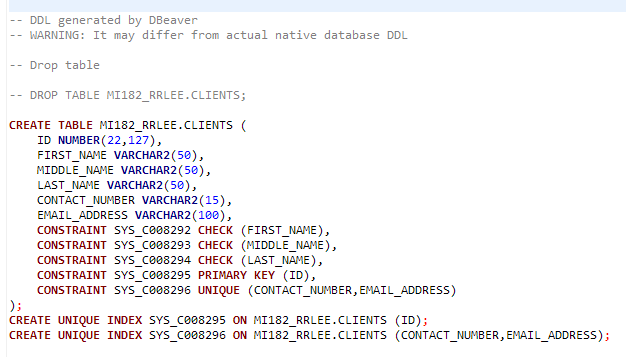 -- DDL generated by DBeaver
-- WARNING: It may differ from actual native database DDL
-- Drop table
-- DROP TABLE MI182_RRLEE.CLIENTS;
CREATE TABLE MI182_RRLEE.CLIENTS (
ID NUMBER(22,127),
FIRST_NAME VARCHAR2(50),
MIDDLE_NAME VARCHAR2(50),
LAST_NAME VARCHAR2(50),
CONTACT_NUMBER VARCHAR2(15),
EMAIL_ADDRESS VARCHAR2(100),
CONSTRAINT SYS_C008292 CHECK (FIRST_NAME),
CONSTRAINT SYS_C008293 CHECK (MIDDLE_NAME),
CONSTRAINT SYS_C008294 CHECK (LAST_NAME),
CONSTRAINT SYS_C008295 PRIMARY KEY (ID),
CONSTRAINT SYS_C008296 UNIQUE (CONTACT_NUMBER,EMAIL_ADDRESS)
);
CREATE UNIQUE INDEX SYS_C008295 ON MI182_RRLEE.CLIENTS (ID);
CREATE UNIQUE INDEX SYS_C008296 ON MI182_RRLEE.CLIENTS (CONTACT_NUMBER,EMAIL_ADDRESS);